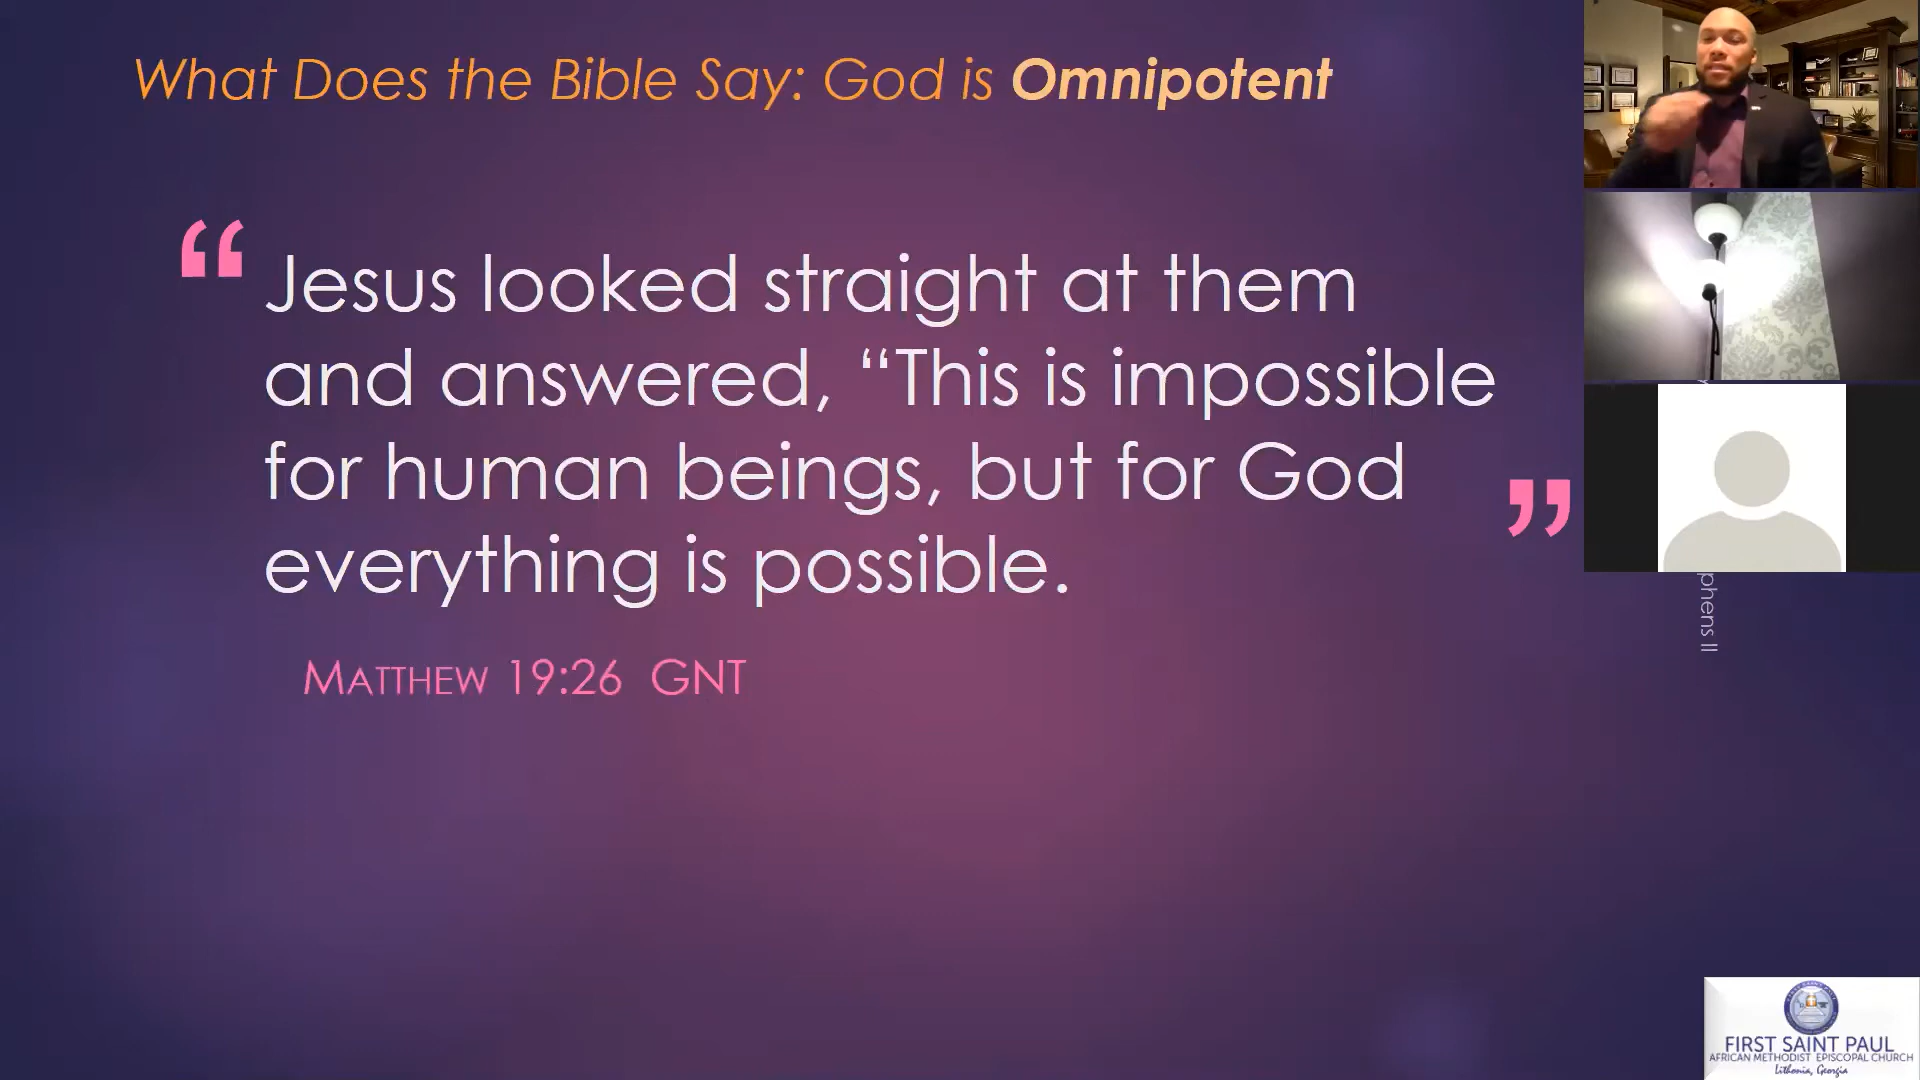 What Does the Bible Say: God is Omnipotent
“
Jesus looked straight at them
and answered, “This is impossible
for human beings, but for God
everything is possible.
”
MATTHEW 19:26 GNT
phens II
FIRST SAINT PAUL
AFRICAN METHODIST EPISCOPAL CHURCH
Lithonia, Georgia